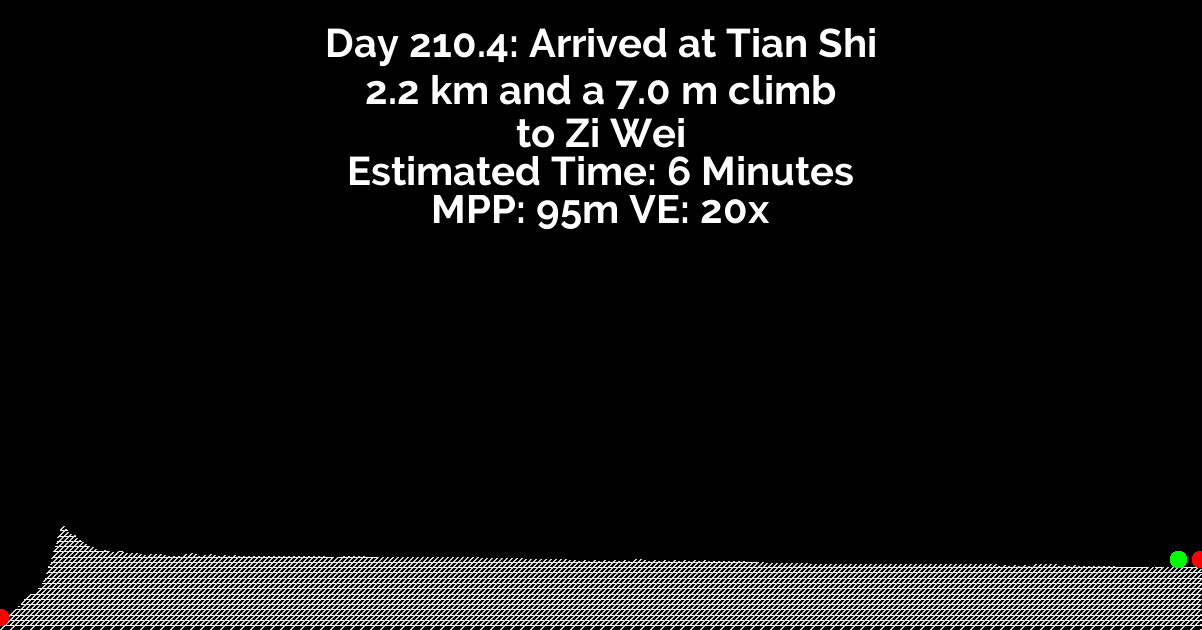 Day 210.4: Arrived at Tian Shi
2.2 km and a 7.0 m climb
to Zi Wei
Estimated Time: 6 Minutes
MPP: 95m VE: 20x